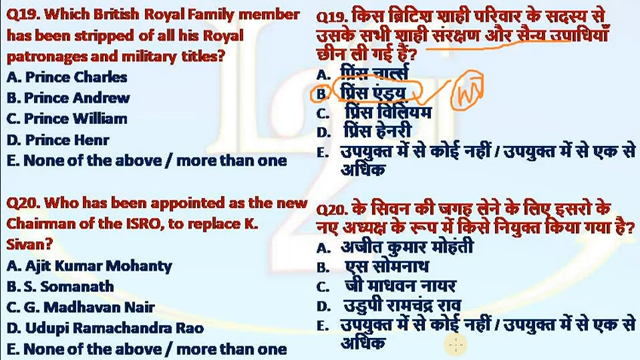 Q19. Which British Royal Family member
has been stripped of all his Royal
patronages and military titles?
A. Prince Charles
B. Prince Andrew
C. Prince William
D. Prince Henr
E. None of the above / more than one
Q20. Who has been appointed as the new
Chairman of the ISRO, to replace K.
Sivan?
A. Ajit Kumar Mohanty
B. S. Somanath
C. G. Madhavan Nair
D. Udupi Ramachandra Rao
E. None of the above / more than one
Q19. किस ब्रिटिश शाही परिवार के सदस्य से
उसके सभी शाही संरक्षण और सैन्य उपाधियाँ
छीन ली गई हैं?
A. प्रिंस चार्ल्स
B. प्रिंस एंड्रयू
C. प्रिंस विलियम
D. प्रिंस हेनरी
E. उपयुक्त में से कोई नहीं / उपयुक्त में से एक से
अधिक
Q20. के सिवन की जगह लेने के लिए इसरो के
नए अध्यक्ष के रूप में किसे नियुक्त किया गया है?
A. अजीत कुमार मोहंती
B. एस सोमनाथ
C. जी माधवन नायर
D. उडुपी रामचंद्र राव
E. उपयुक्त में से कोई नहीं / उपयुक्त में से एक से
अधिक